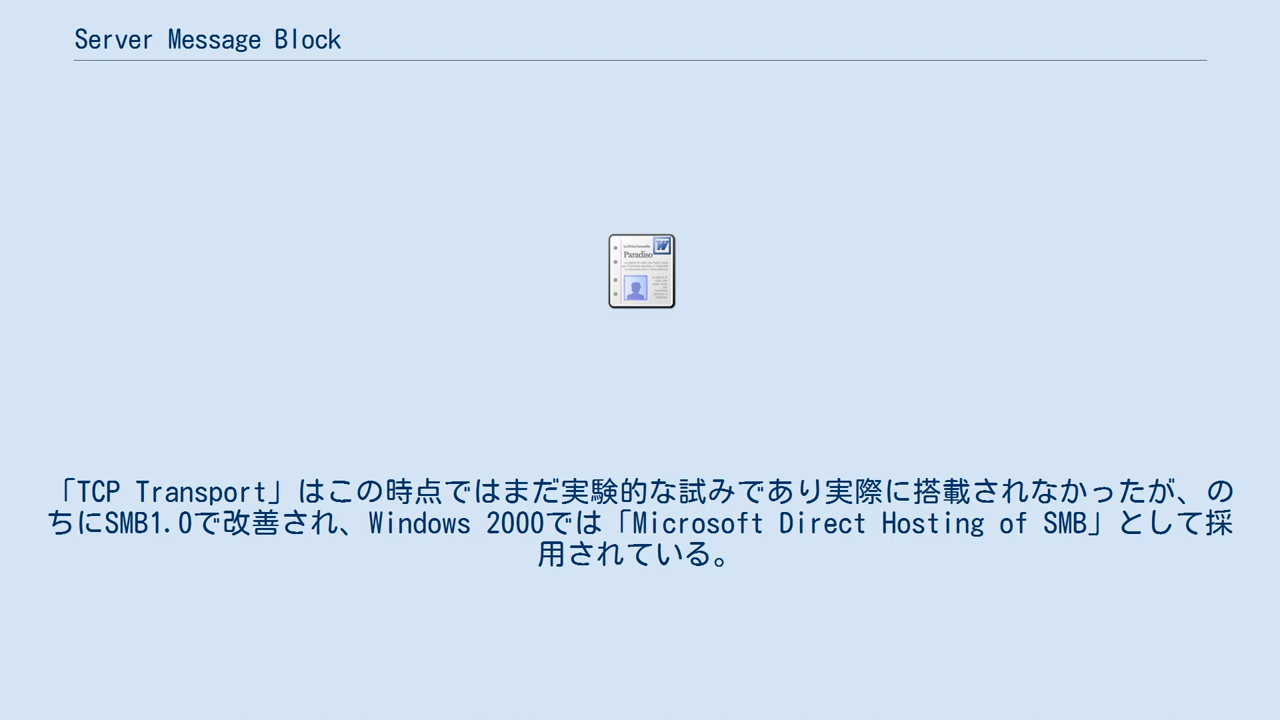 Server Message Block
Paradiso
「TCP Transport」はこの時点ではまだ実験的な試みであり実際に搭載されなかったが、の
ちにSMB1.0で改善され、Windows 2000では「Microsoft Direct Hosting of SMB」として採
用されている。